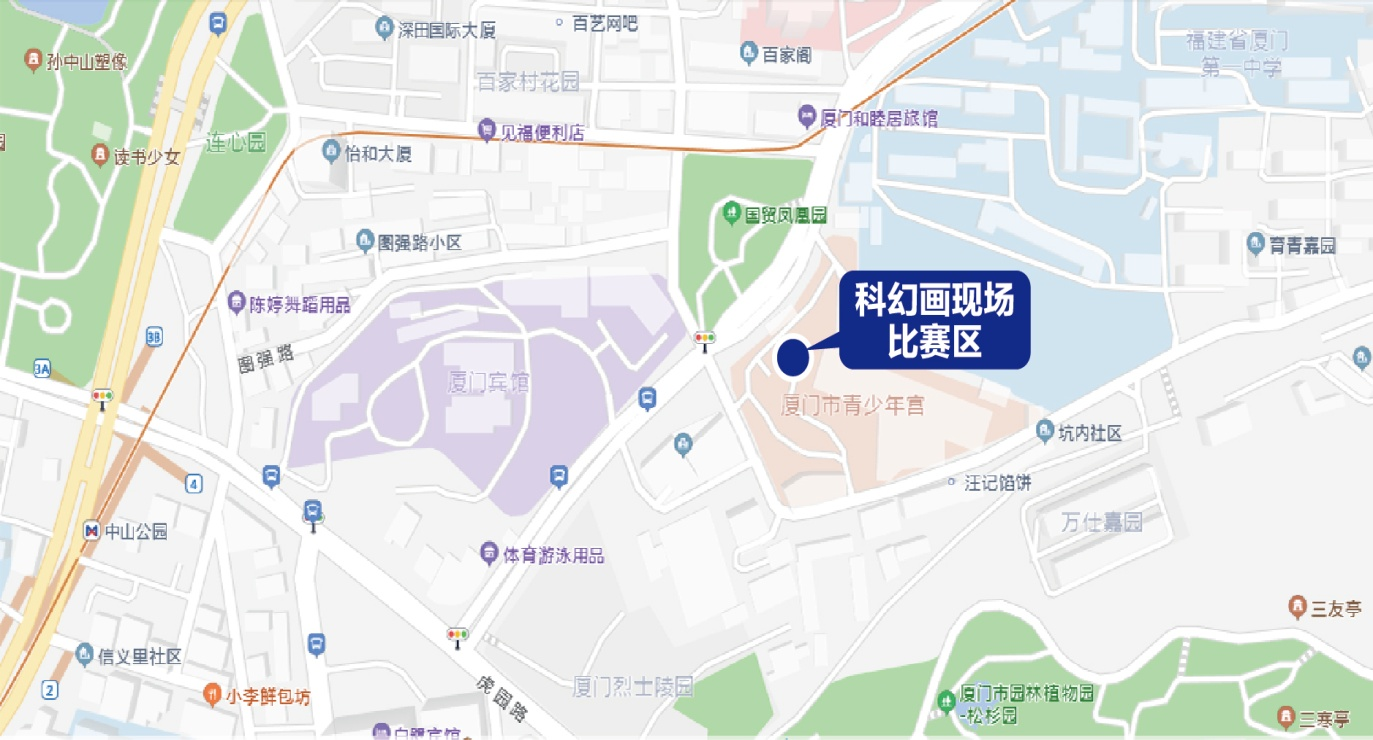 深田国际大厦
百艺网吧
百家阁
福建省厦门
第一中学
孙中山塑像
百家村花园
厦门和睦居旅馆
见福便利店
连心园
读书少女
怡和大厦
国贸凤凰园
图强路小区
育青嘉园
陈婷舞蹈用品
科幻画现场
比赛区
3B
图强路
3A
厦门宾馆
厦门市青少年宫
坑内社区
4
汪记馅饼
万仕嘉园
中山公园
体育游泳用品
三友亭
信义里社区
2
小李鲜包坊
厦门烈士陵园
虎园路
厦门市园林植物园
-松杉园
三寒亭
白鹭宾馆